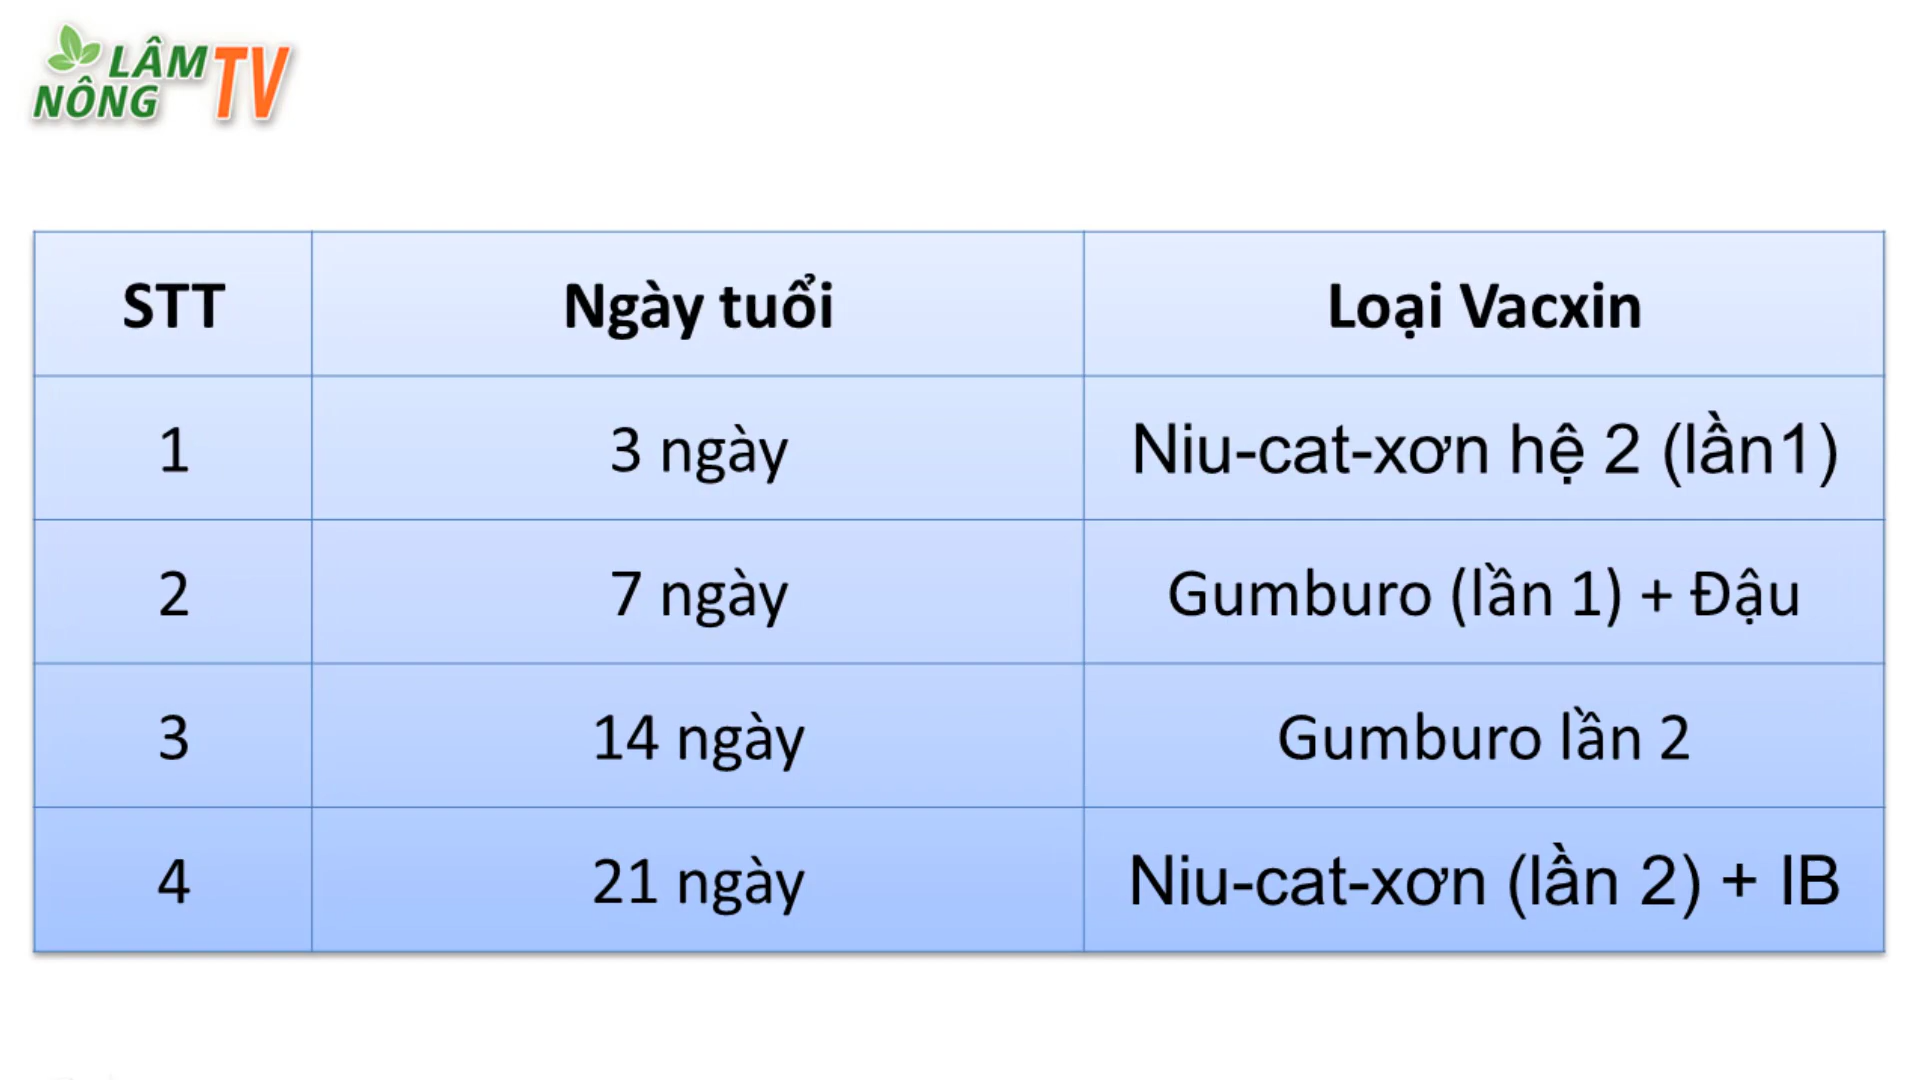 LÂM
NÔNG TV
STT Ngày tuổi Loại Vacxin
1 3 ngày Niu-cat-xơn hệ 2 (lần1)
2 7 ngày Gumburo (lần 1) + Đậu
3 14 ngày Gumburo lần 2
4 21 ngày Niu-cat-xơn (lần 2) + IB